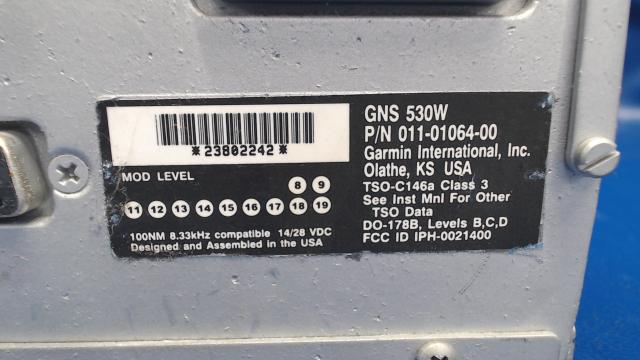 *23802242*
MOD LEVEL
8 9
11 12 13 14 15 16 17 18 19
100NM 8.33kHz compatible 14/28 VDC
Designed and Assembled in the USA
GNS 530W
P/N 011-01064-00
Garmin International, Inc.
Olathe, KS USA
TSO-C146a Class 3
See Inst Mnl For Other
TSO Data
DO-178B, Levels B,C,D
FCC ID IPH-0021400